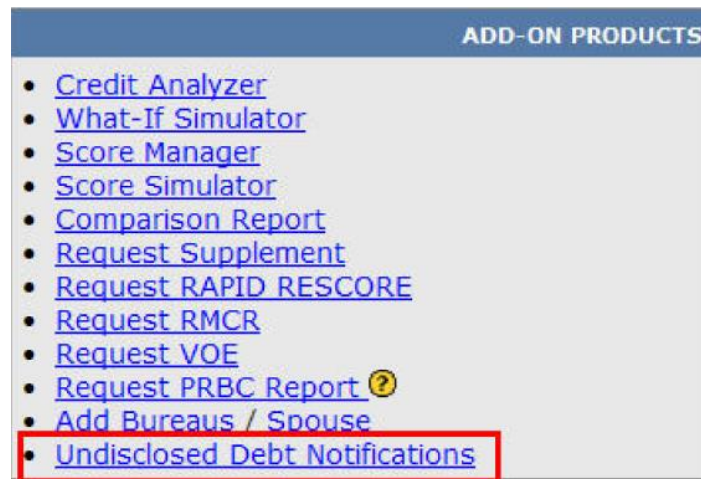 ADD-ON PRODUCTS
Credit Analyzer
What-If Simulator
Score Manager
Score Simulator
Comparison Report
Request Supplement
Request RAPID RESCORE
Request RMCR
Request VOE
Request PRBC Report ?
Add Bureaus / Spouse
Undisclosed Debt Notifications